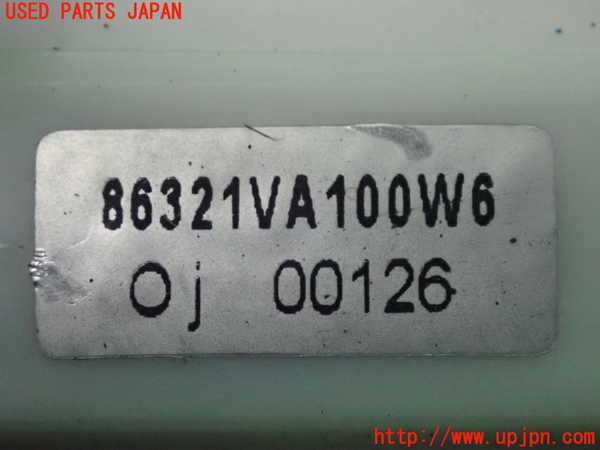 USED PARTS JAPAN
86321VA100W6
Oj 00126
http://www.upjpn.com/